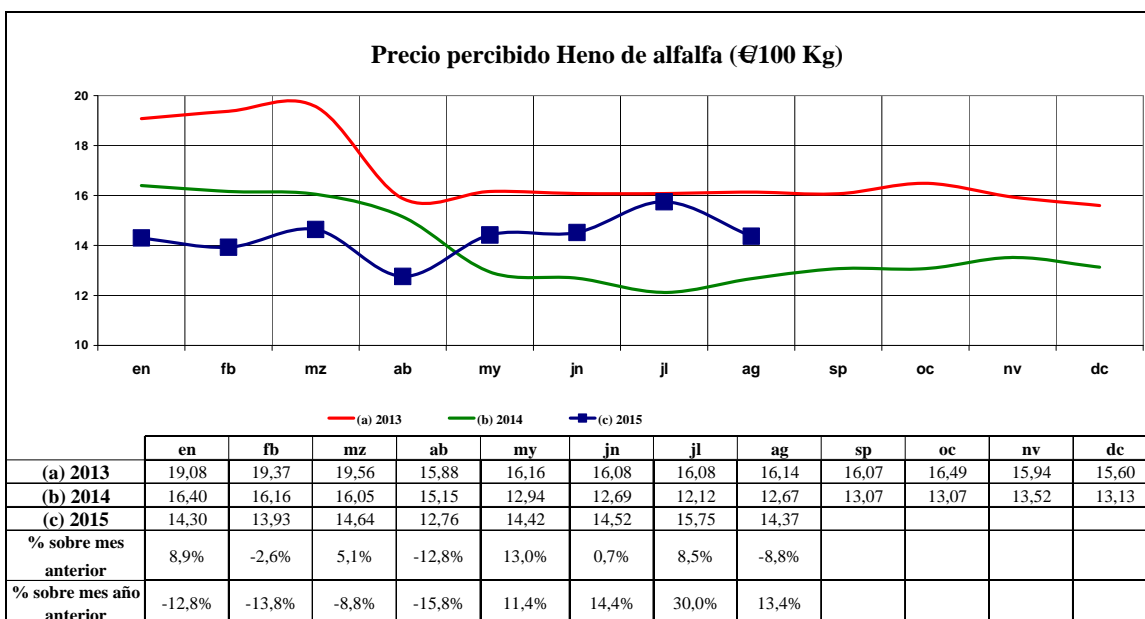 Precio percibido Heno de alfalfa (€/100 Kg)
20
18
16
14
12
10
en fb mz ab my jn jl ag sp oc nv dc
(a) 2013 (b) 2014 (c) 2015
en fb mz ab my jn jl ag sp oc nv dc
(a) 2013 19,08 19,37 19,56 15,88 16,16 16,08 16,08 16,14 16,07 16,49 15,94 15,60
(b) 2014 16,40 16,16 16,05 15,15 12,94 12,69 12,12 12,67 13,07 13,07 13,52 13,13
(c) 2015 14,30 13,93 14,64 12,76 14,42 14,52 15,75 14,37
% sobre mes
anterior
8,9% -2,6% 5,1% -12,8% 13,0% 0,7% 8,5% -8,8%
% sobre mes año
anterior
-12,8% -13,8% -8,8% -15,8% 11,4% 14,4% 30,0% 13,4%